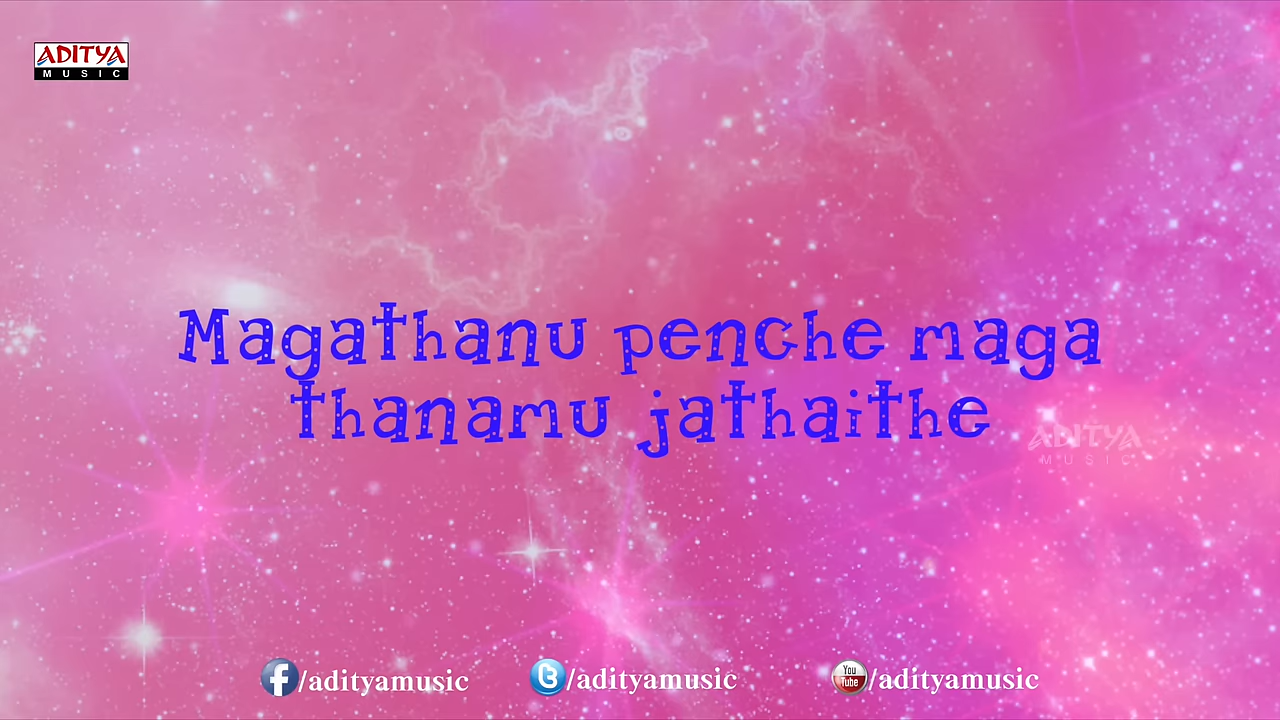 ADITYA
MUSIC
Magathanu penche maga
thanamu jathaithe
ADITYA
MUSIC
/adityamusic
/adityamusic
You
Tube
/adityamusic